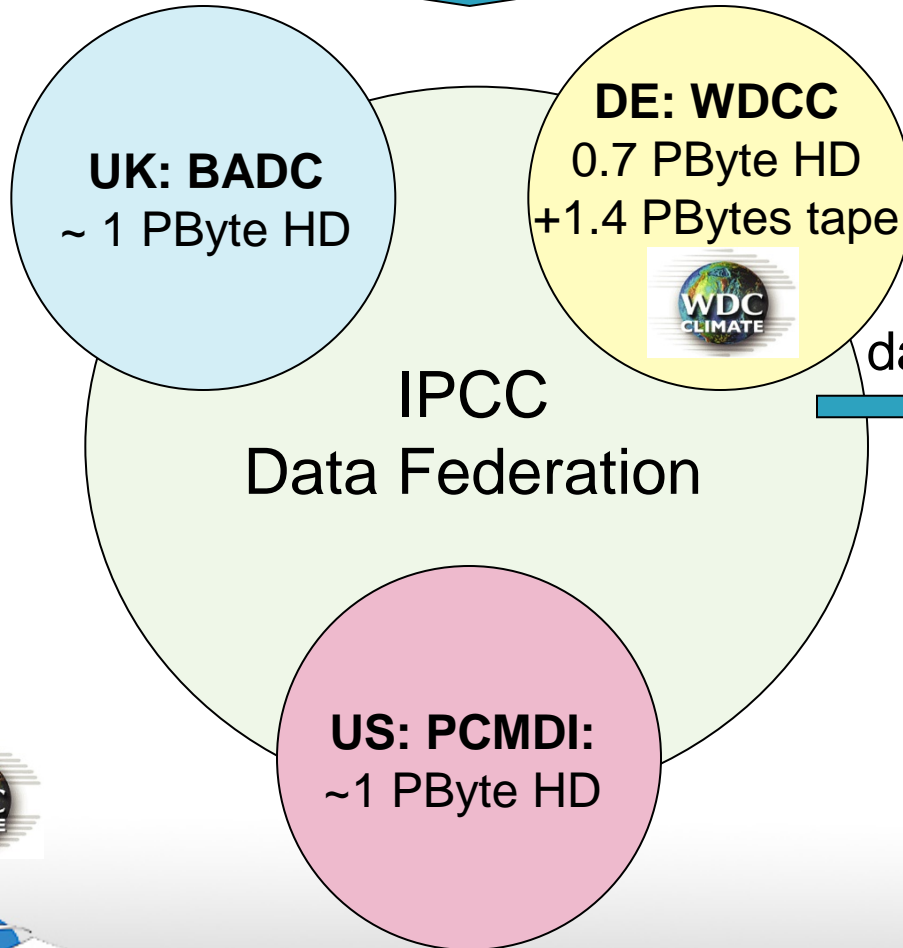 UK: BADC
~ 1 PByte HD
DE: WDCC
0.7 PByte HD
+1.4 PBytes tape
WDC
CLIMATE
IPCC
Data Federation
US: PCMDI:
~1 PByte HD